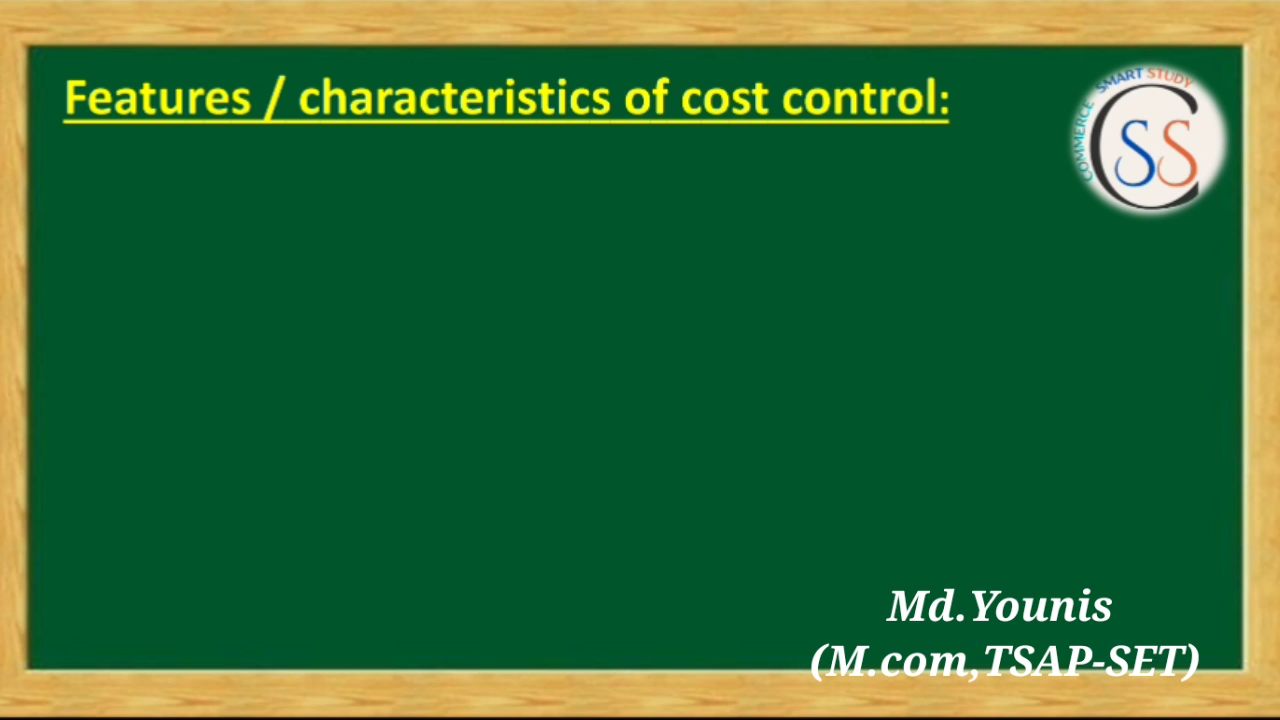 Features / characteristics of cost control:
COMMERCE SMART STUDY
CSS
Md.Younis
(M.com,TSAP-SET)